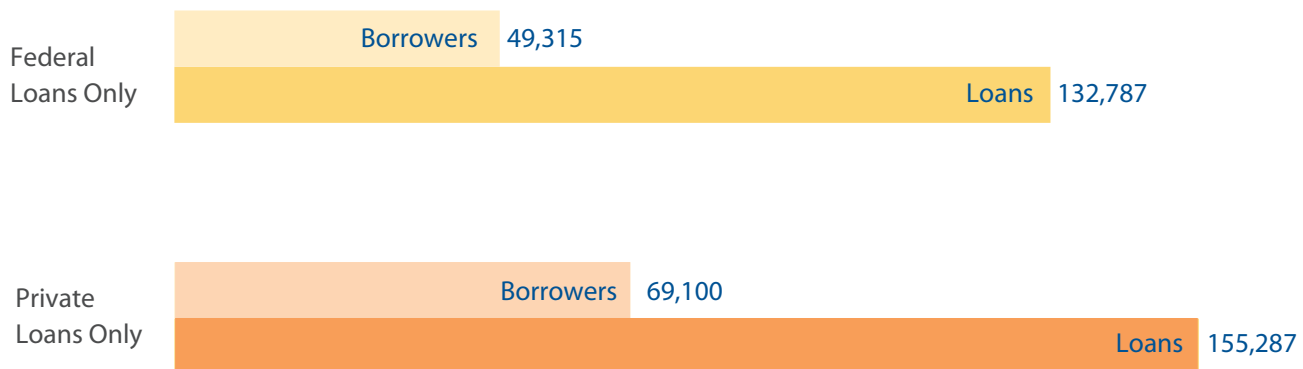 Federal
Loans Only
Borrowers 49,315
Loans 132,787
Private
Loans Only
Borrowers 69,100
Loans 155,287